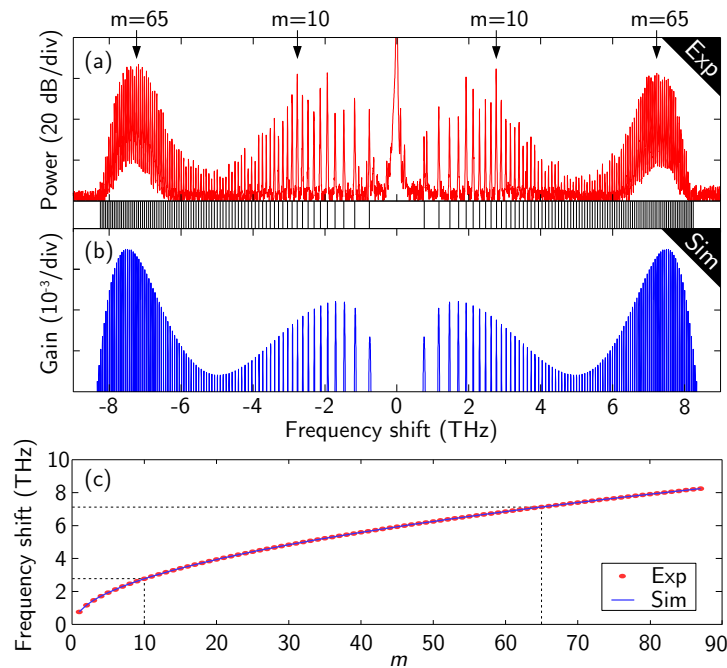 m=65 m=10 m=10 m=65
(a) Exp
Power (20 dB/div)
(b) Sim
Gain (10⁻³/div)
-8 -6 -4 -2 0 2 4 6 8
Frequency shift (THz)
(c)
Frequency shift (THz)
10
8
6
4
2
0
Exp
Sim
0 10 20 30 40 50 60 70 80 90
m